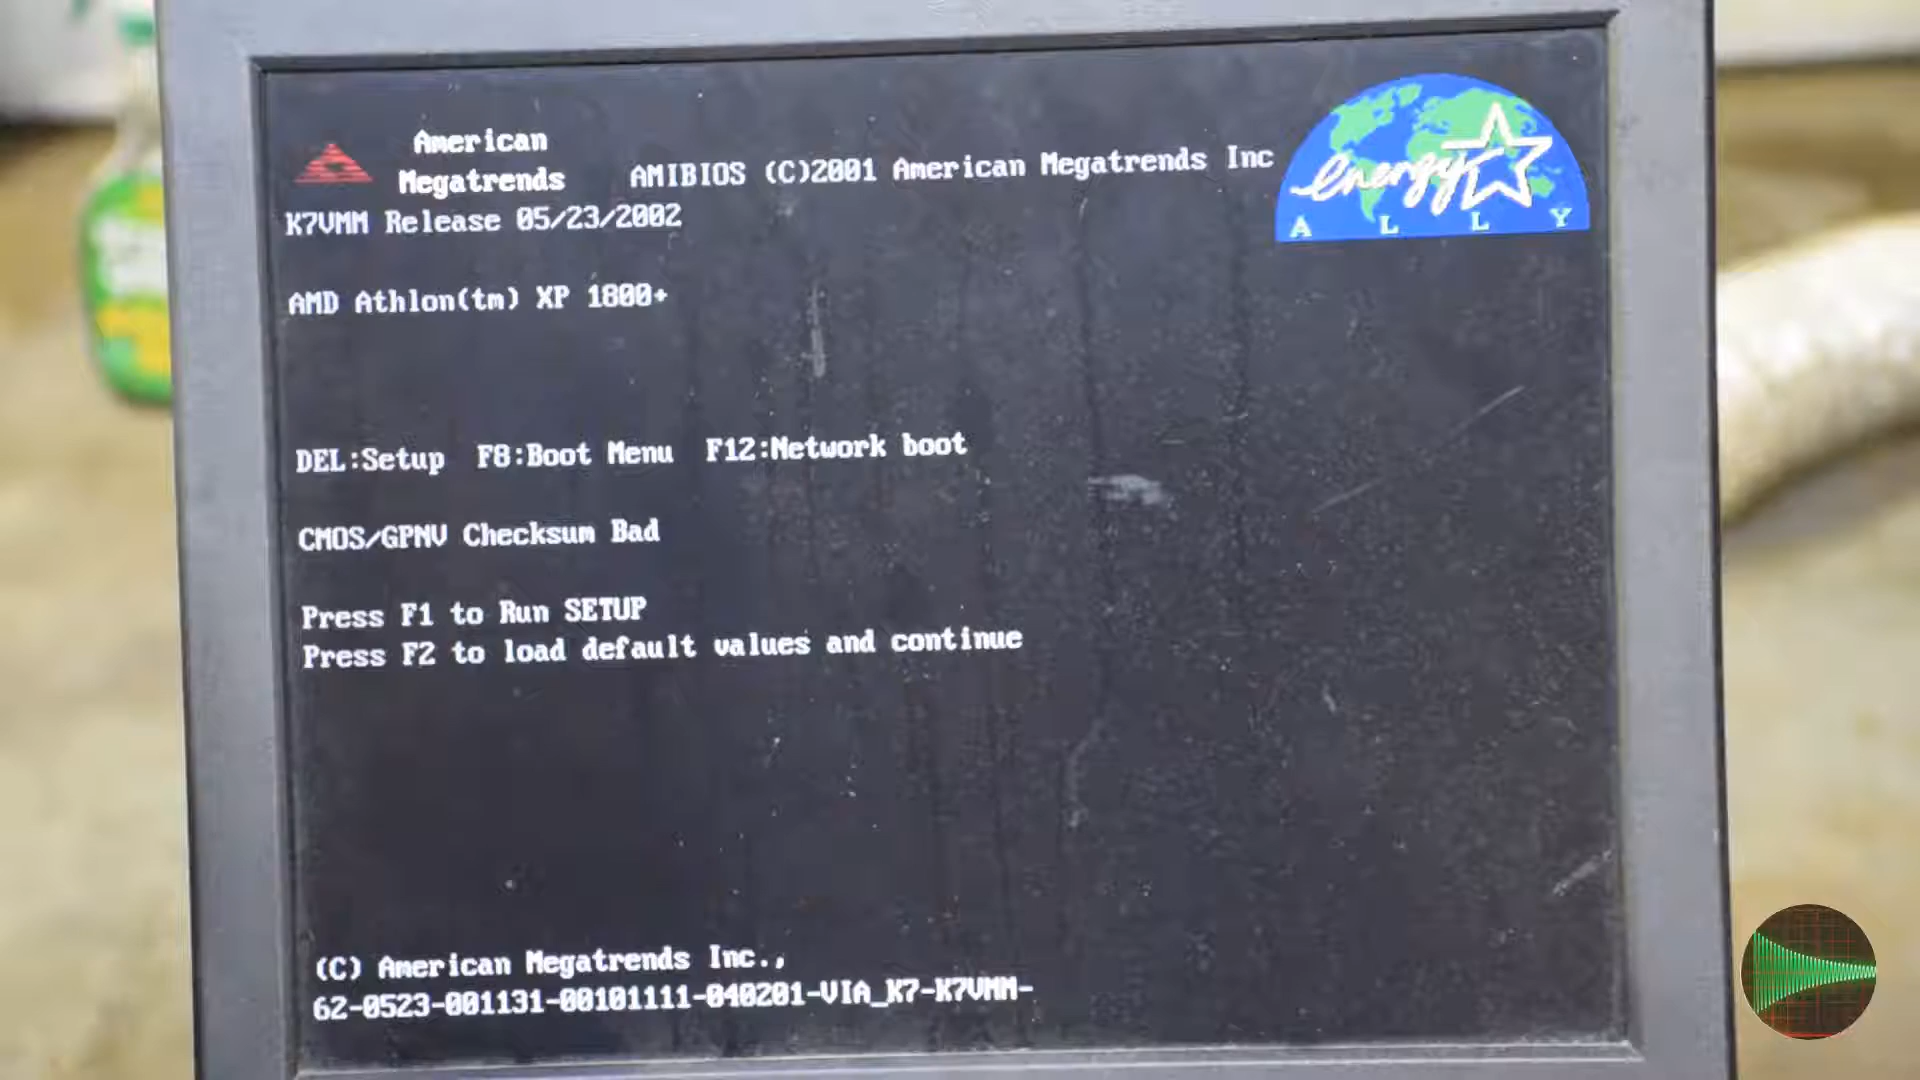 American
Megatrends
AMIBIOS (C)2001 American Megatrends Inc
energy
ALLY
K7VMM Release 05/23/2002
AMD Athlon(tm) XP 1800+
DEL:Setup F8:Boot Menu F12:Network boot
CMOS/GPNV Checksum Bad
Press F1 to Run SETUP
Press F2 to load default values and continue
(C) American Megatrends Inc.,
62-0523-001131-00101111-040201-VIA_K7-K7VMM-